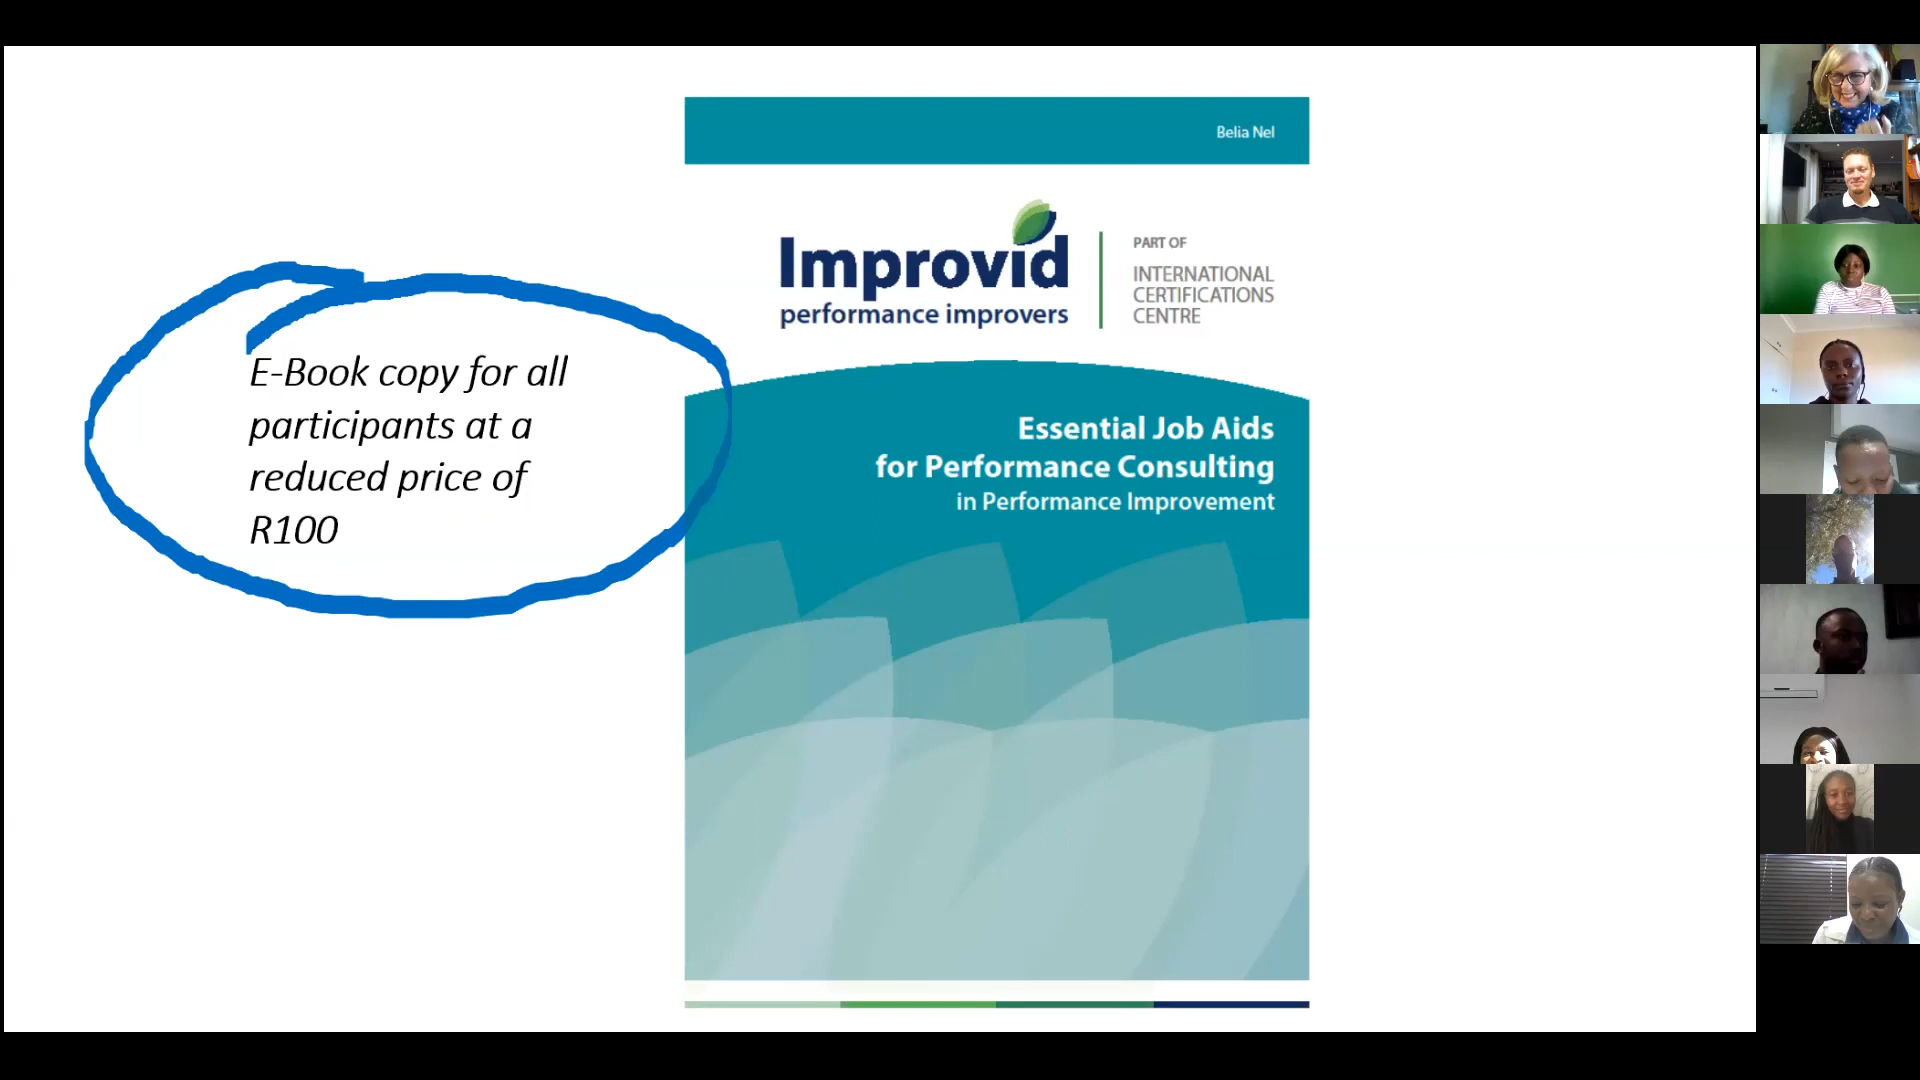 E-Book copy for all
participants at a
reduced price of
R100
Belia Nel
Improvid
performance improvers
PART OF
INTERNATIONAL
CERTIFICATIONS
CENTRE
Essential Job Aids
for Performance Consulting
in Performance Improvement